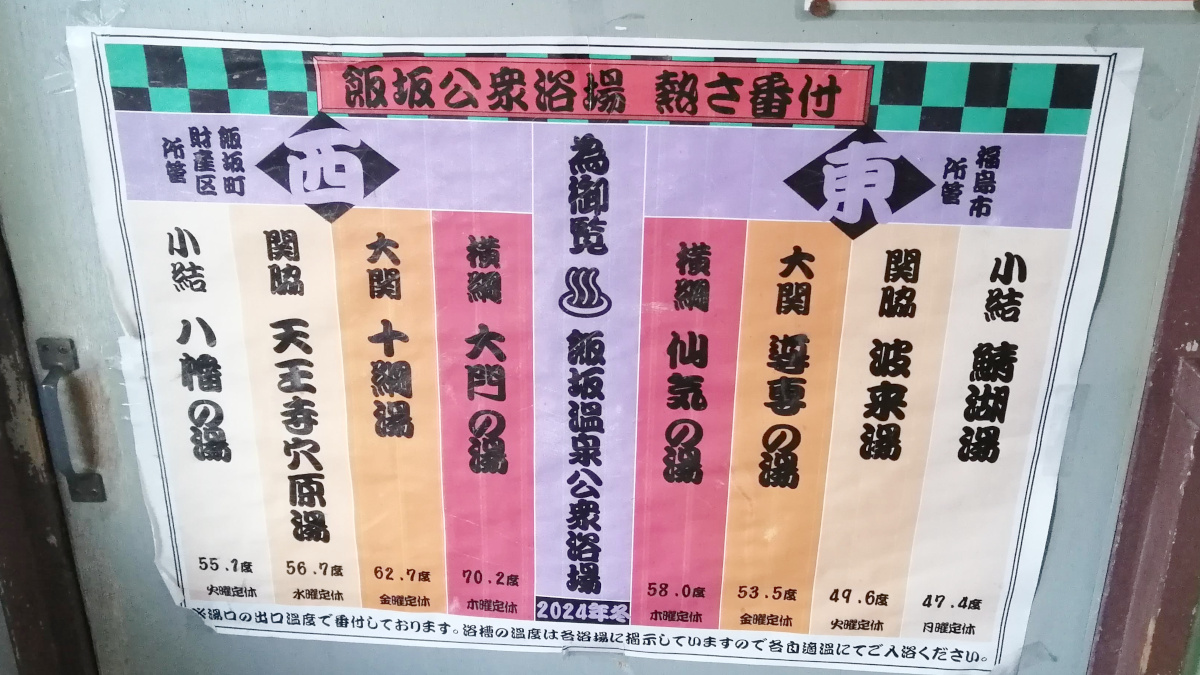 飯坂公衆浴場 熱さ番付
福島市
所管
東
小結 鯖湖湯
47.4度
月曜定休
関脇 波来湯
49.6度
火曜定休
大関 導専の湯
53.5度
金曜定休
横綱 仙気の湯
58.0度
木曜定休
為御覧 ♨ 飯坂温泉公衆浴場
2024年冬
西
飯坂町
財産区
所管
横綱 大門の湯
70.2度
木曜定休
大関 十綱湯
62.7度
金曜定休
関脇 天王寺穴原湯
56.7度
水曜定休
小結 八幡の湯
55.1度
火曜定休
※湯口の出口温度で番付しております。浴槽の温度は各浴場に掲示していますので各自適温にてご入浴ください。